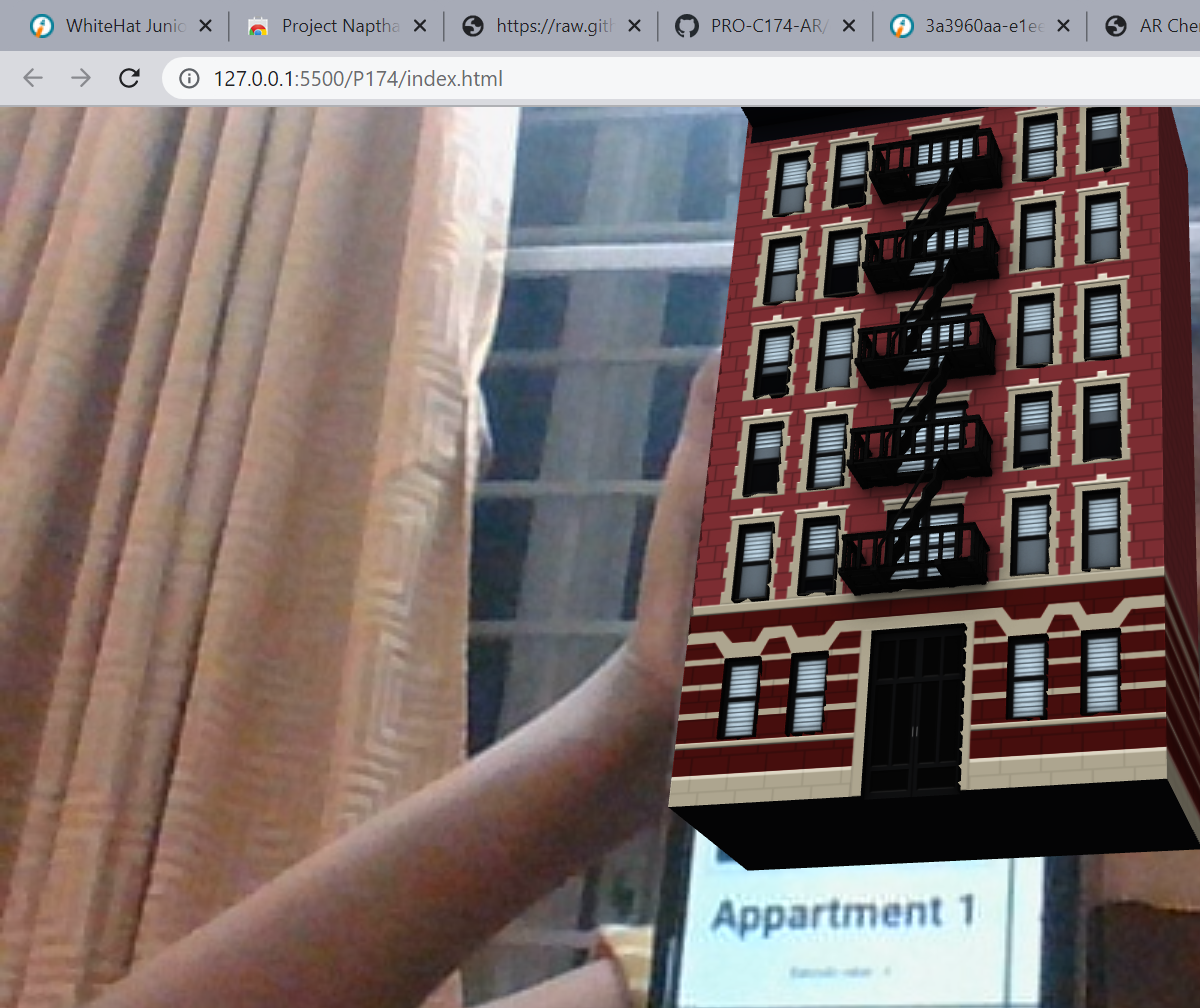 WhiteHat Junio
Project Naptha
https://raw.gith
PRO-C174-AR/
3a3960aa-e1ee
AR Che
127.0.0.1:5500/P174/index.html
Appartment 1